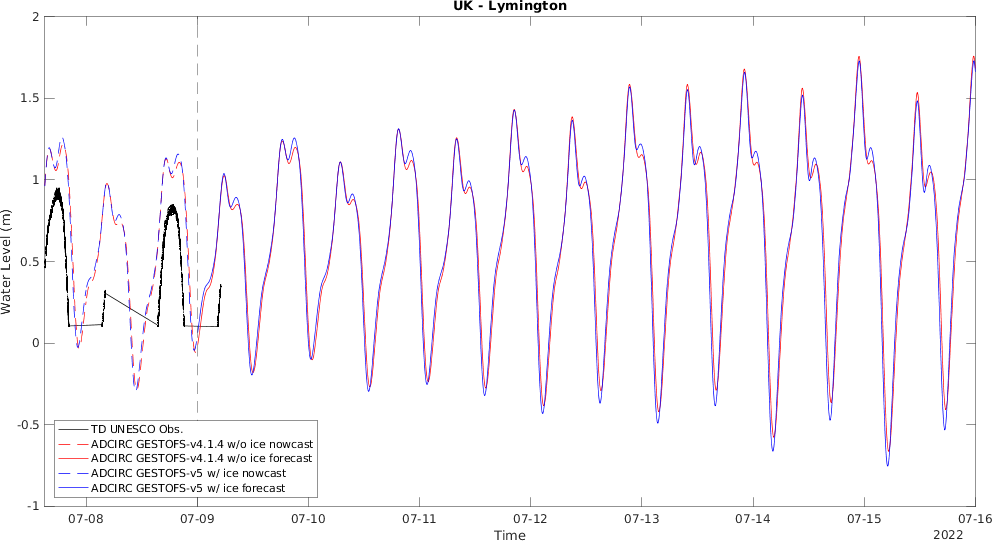 UK - Lymington
2
1.5
1
0.5
0
-0.5
-1
Water Level (m)
TD UNESCO Obs.
ADCIRC GESTOFS-v4.1.4 w/o ice nowcast
ADCIRC GESTOFS-v4.1.4 w/o ice forecast
ADCIRC GESTOFS-v5 w/ ice nowcast
ADCIRC GESTOFS-v5 w/ ice forecast
07-08 07-09 07-10 07-11 07-12 07-13 07-14 07-15 07-16
Time
2022